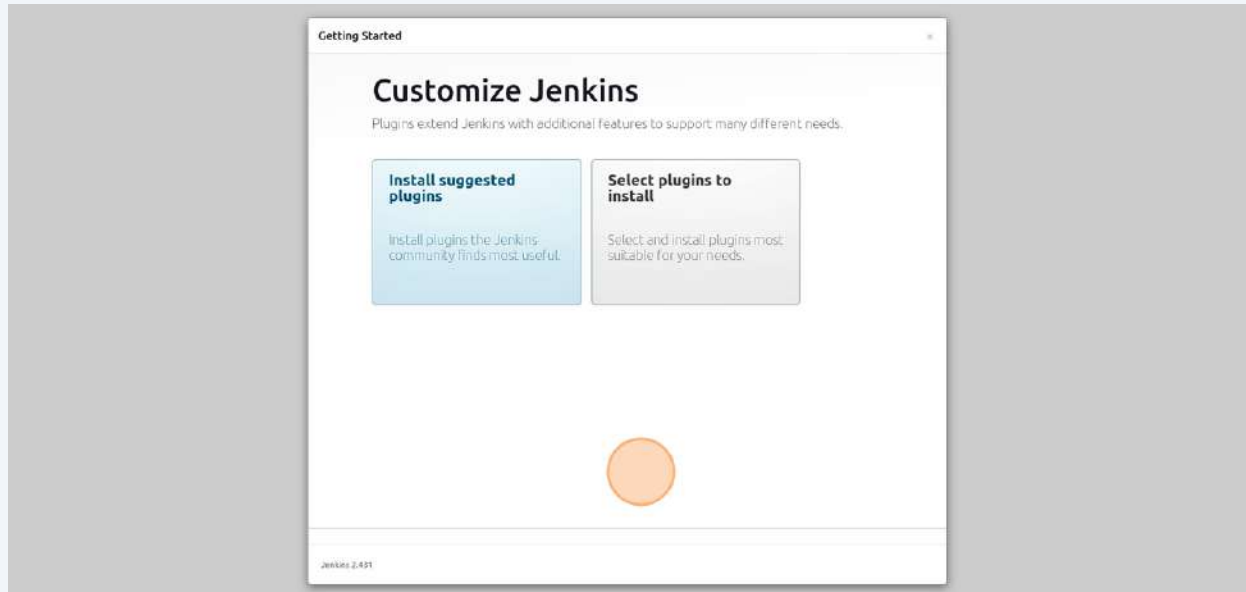 Getting Started
×
Customize Jenkins
Plugins extend Jenkins with additional features to support many different needs.
Install suggested
plugins
Install plugins the Jenkins
community finds most useful.
Select plugins to
install
Select and install plugins most
suitable for your needs.
Jenkins 2.431